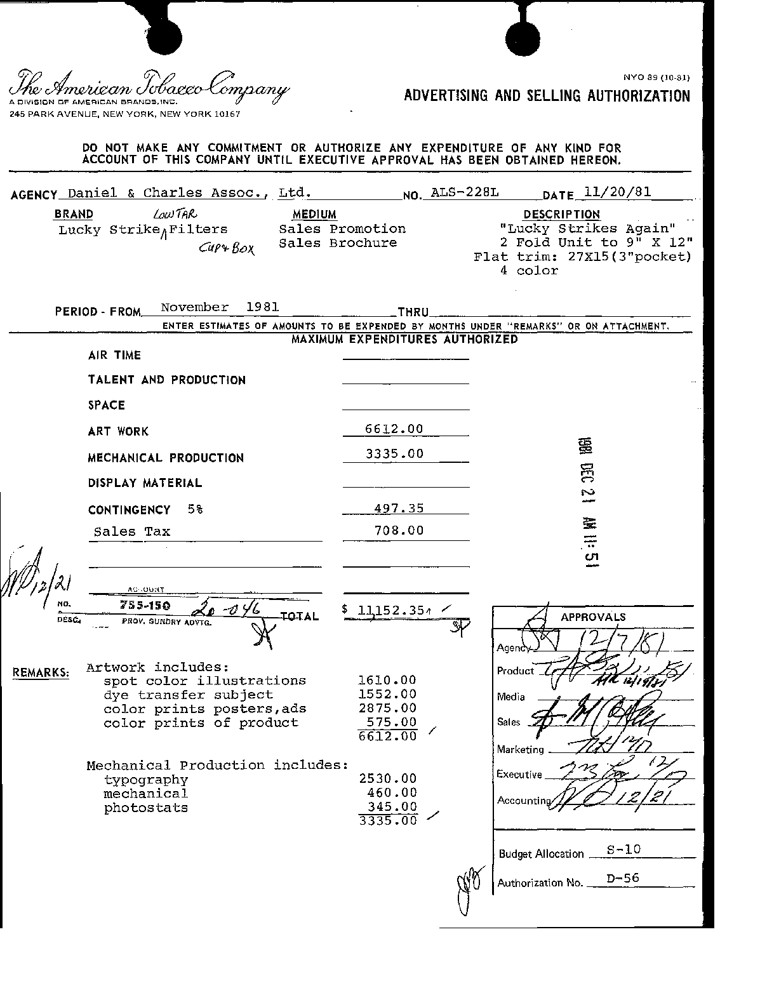 The American Tobacco Company
A DIVISION OF AMERICAN BRANDS, INC.
245 PARK AVENUE, NEW YORK, NEW YORK 10167
NYO 89 (10-81)
ADVERTISING AND SELLING AUTHORIZATION
DO NOT MAKE ANY COMMITMENT OR AUTHORIZE ANY EXPENDITURE OF ANY KIND FOR
ACCOUNT OF THIS COMPANY UNTIL EXECUTIVE APPROVAL HAS BEEN OBTAINED HEREON.
AGENCY Daniel & Charles Assoc., Ltd. NO. ALS-228L DATE 11/20/81
BRAND LOW TAR MEDIUM DESCRIPTION
Lucky Strike Filters Sales Promotion "Lucky Strikes Again"
CUP & BOX Sales Brochure 2 Fold Unit to 9" X 12"
Flat trim: 27X15(3"pocket)
4 color
PERIOD - FROM November 1981 THRU
ENTER ESTIMATES OF AMOUNTS TO BE EXPENDED BY MONTHS UNDER "REMARKS" OR ON ATTACHMENT.
MAXIMUM EXPENDITURES AUTHORIZED
AIR TIME
TALENT AND PRODUCTION
SPACE
ART WORK 6612.00
MECHANICAL PRODUCTION 3335.00
DISPLAY MATERIAL
CONTINGENCY 5% 497.35
Sales Tax 708.00
1981 DEC 21 AM 11:51
12/21
ACCOUNT
NO. 755-150 20-046 TOTAL $ 11,152.35
DESC. PROV. SUNDRY ADVTG.
REMARKS: Artwork includes:
spot color illustrations 1610.00
dye transfer subject 1552.00
color prints posters,ads 2875.00
color prints of product 575.00
6612.00
Mechanical Production includes:
typography 2530.00
mechanical 460.00
photostats 345.00
3335.00
APPROVALS
Agency 12/7/81
Product
Media
Sales
Marketing
Executive
Accounting 12/21
Budget Allocation S-10
Authorization No. D-56